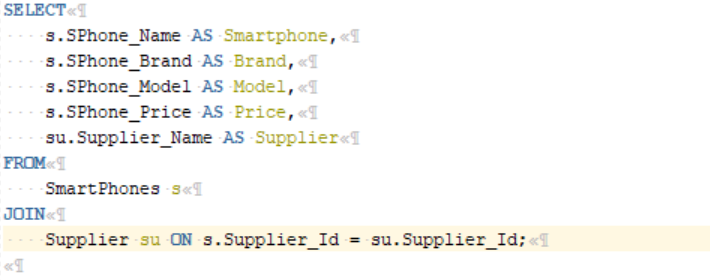 SELECT
    s.SPhone_Name AS Smartphone,
    s.SPhone_Brand AS Brand,
    s.SPhone_Model AS Model,
    s.SPhone_Price AS Price,
    su.Supplier_Name AS Supplier
FROM
    SmartPhones s
JOIN
    Supplier su ON s.Supplier_Id = su.Supplier_Id;